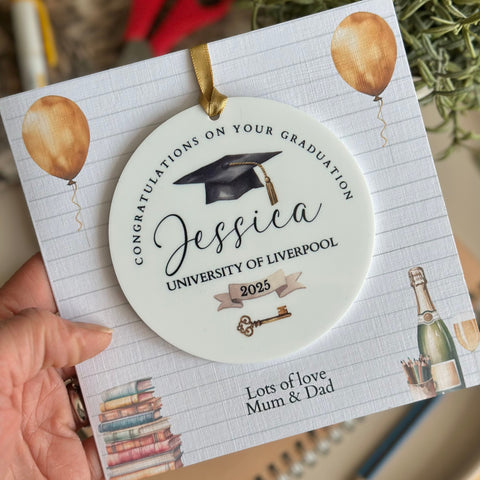 CONGRATULATIONS ON YOUR GRADUATION
Jessica
UNIVERSITY OF LIVERPOOL
2025
Lots of love
Mum & Dad